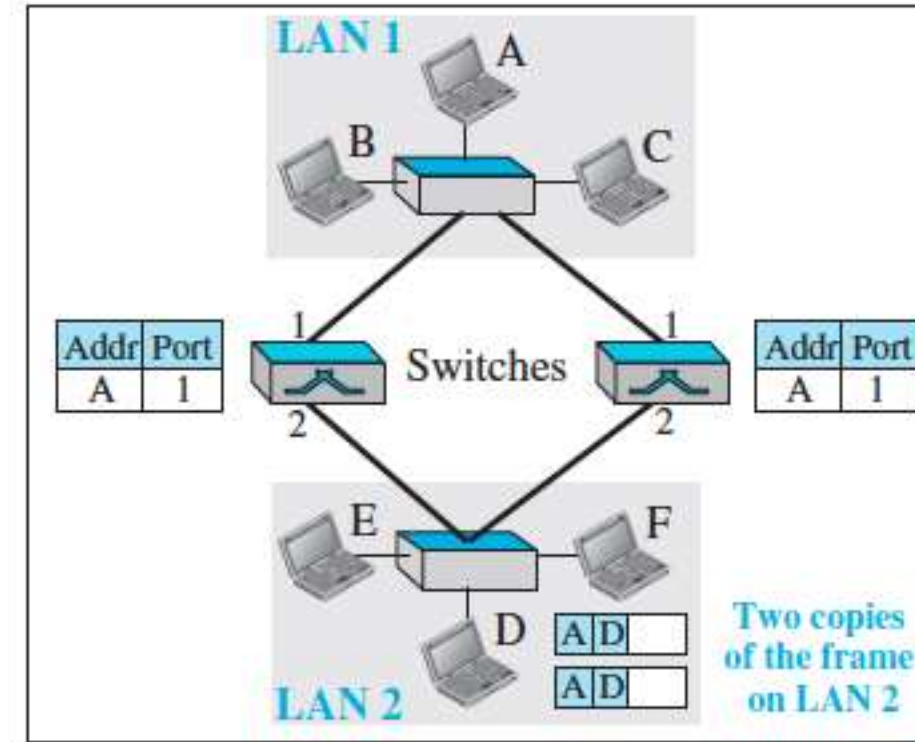 LAN 1
A
B
C
1
1
Addr Port
A 1
Switches
Addr Port
A 1
2
2
E
F
D
A D
A D
Two copies
of the frame
on LAN 2
LAN 2